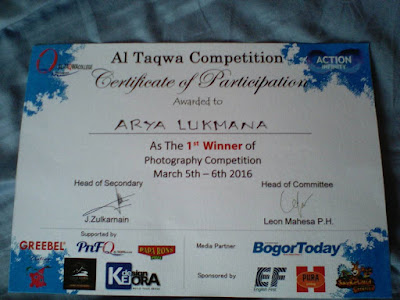 Al Taqwa Competition
ACTION
Certificate of Participation
Awarded to
ARYA LUKMANA
As The 1st Winner of
Photography Competition
March 5th – 6th 2016
Head of Secondary
Head of Committee
J.Zulkarnain
Leon Mahesa P.H.
Supported by
Media Partner
GREEBEL
PAPARONS
BogorToday
Sponsored by
EF